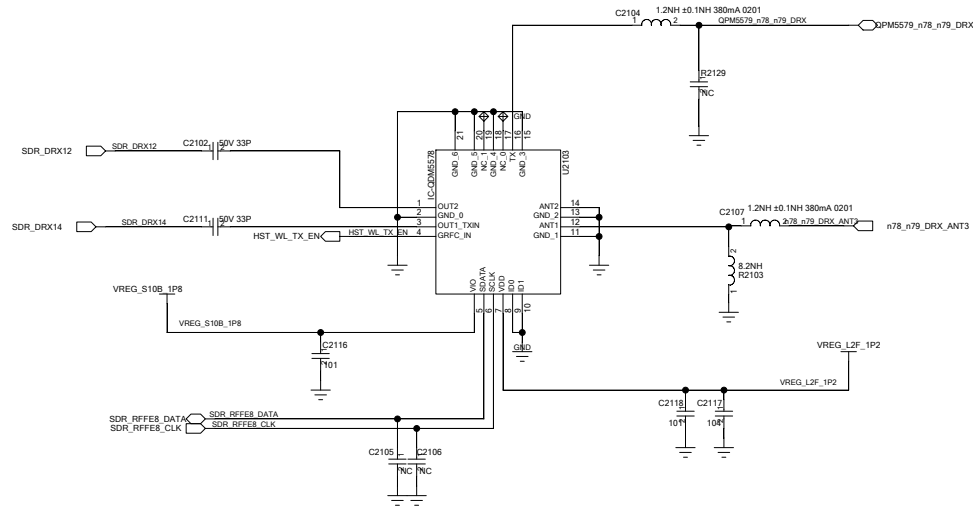 C2104
1.2NH ±0.1NH 380mA 0201
1
2
QPM5579_n78_n79_DRX
QPM5579_n78_n79_DRX
R2129
NC
GND
21
20
19
18
17
16
15
GND_6
GND_5
NC_1
GND_4
NC_0
TX
GND_3
U2103
IC-QDM5578
SDR_DRX12
SDR_DRX12
C2102
50V 33P
SDR_DRX14
SDR_DRX14
C2111
50V 33P
HST_WL_TX_EN
HST_WL_TX_EN
1
2
3
4
OUT2
GND_0
OUT1_TXIN
GRFC_IN
ANT2
GND_2
ANT1
GND_1
14
13
12
11
C2107
1.2NH ±0.1NH 380mA 0201
1
2
n78_n79_DRX_ANT3
n78_n79_DRX_ANT3
2
8.2NH
R2103
1
VIO
SDATA
SCLK
VDD
ID0
ID1
5
6
7
8
9
10
GND
VREG_S10B_1P8
VREG_S10B_1P8
C2116
101
VREG_L2F_1P2
VREG_L2F_1P2
C2118
101
C2117
104
SDR_RFFE8_DATA
SDR_RFFE8_DATA
SDR_RFFE8_CLK
SDR_RFFE8_CLK
C2105
NC
C2106
NC